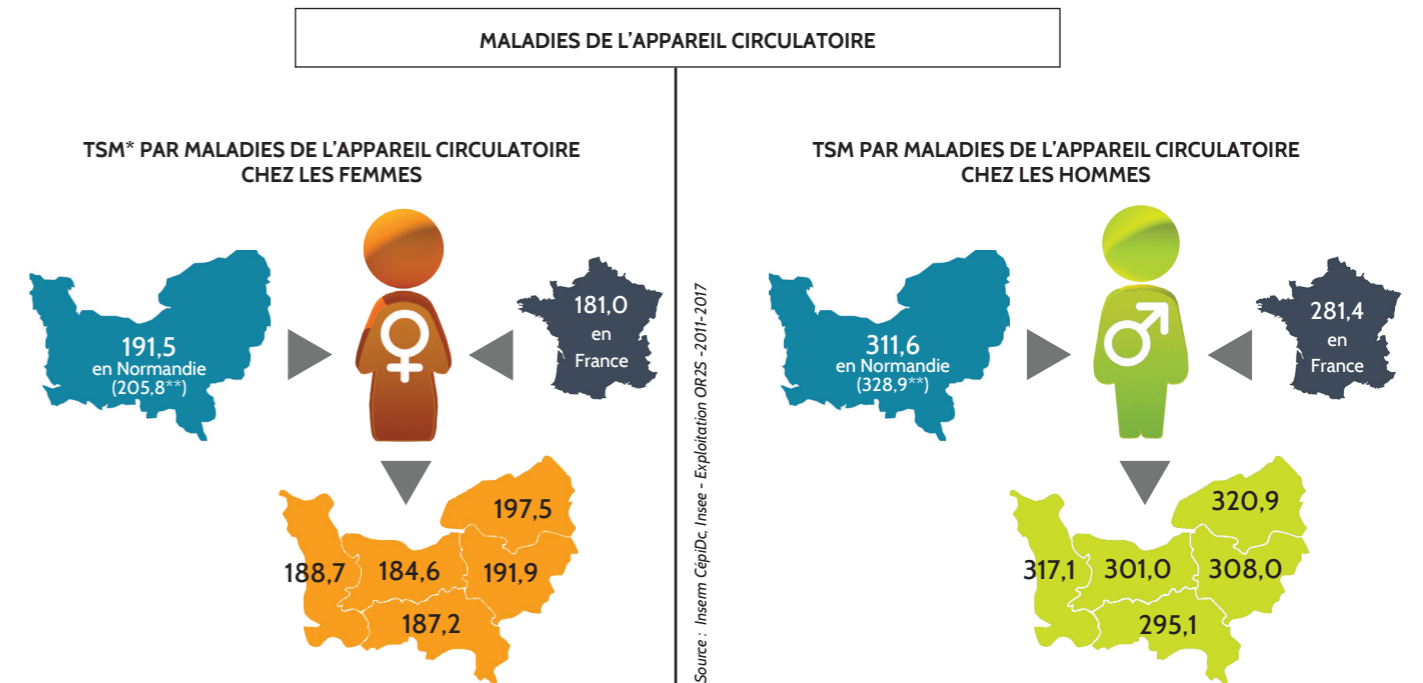 MALADIES DE L'APPAREIL CIRCULATOIRE
TSM* PAR MALADIES DE L'APPAREIL CIRCULATOIRE
CHEZ LES FEMMES
191,5
en Normandie
(205,8**)
181,0
en
France
197,5
188,7
184,6
191,9
187,2
Source : Inserm CépiDc, Insee - Exploitation OR2S -2011-2017
TSM PAR MALADIES DE L'APPAREIL CIRCULATOIRE
CHEZ LES HOMMES
311,6
en Normandie
(328,9**)
281,4
en
France
320,9
317,1
301,0
308,0
295,1